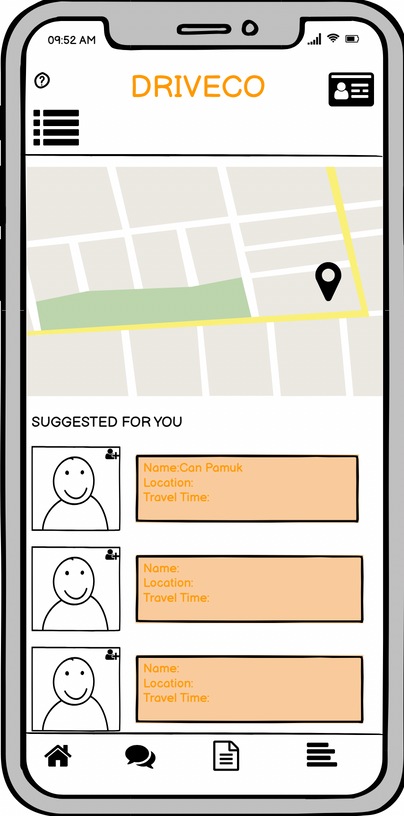 09:52 AM
?
DRIVECO
SUGGESTED FOR YOU
Name:Can Pamuk
Location:
Travel Time:
Name:
Location:
Travel Time:
Name:
Location:
Travel Time: